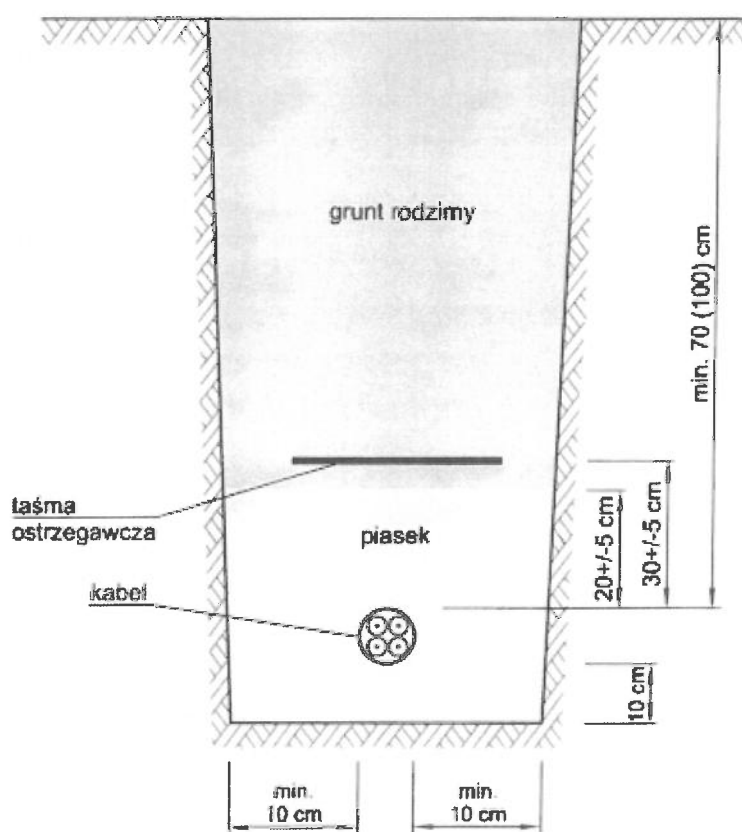 grunt rodzimy
min. 70 (100) cm
taśma
ostrzegawcza
piasek
20+/-5 cm
30+/-5 cm
kabel
10 cm
min.
10 cm
min.
10 cm